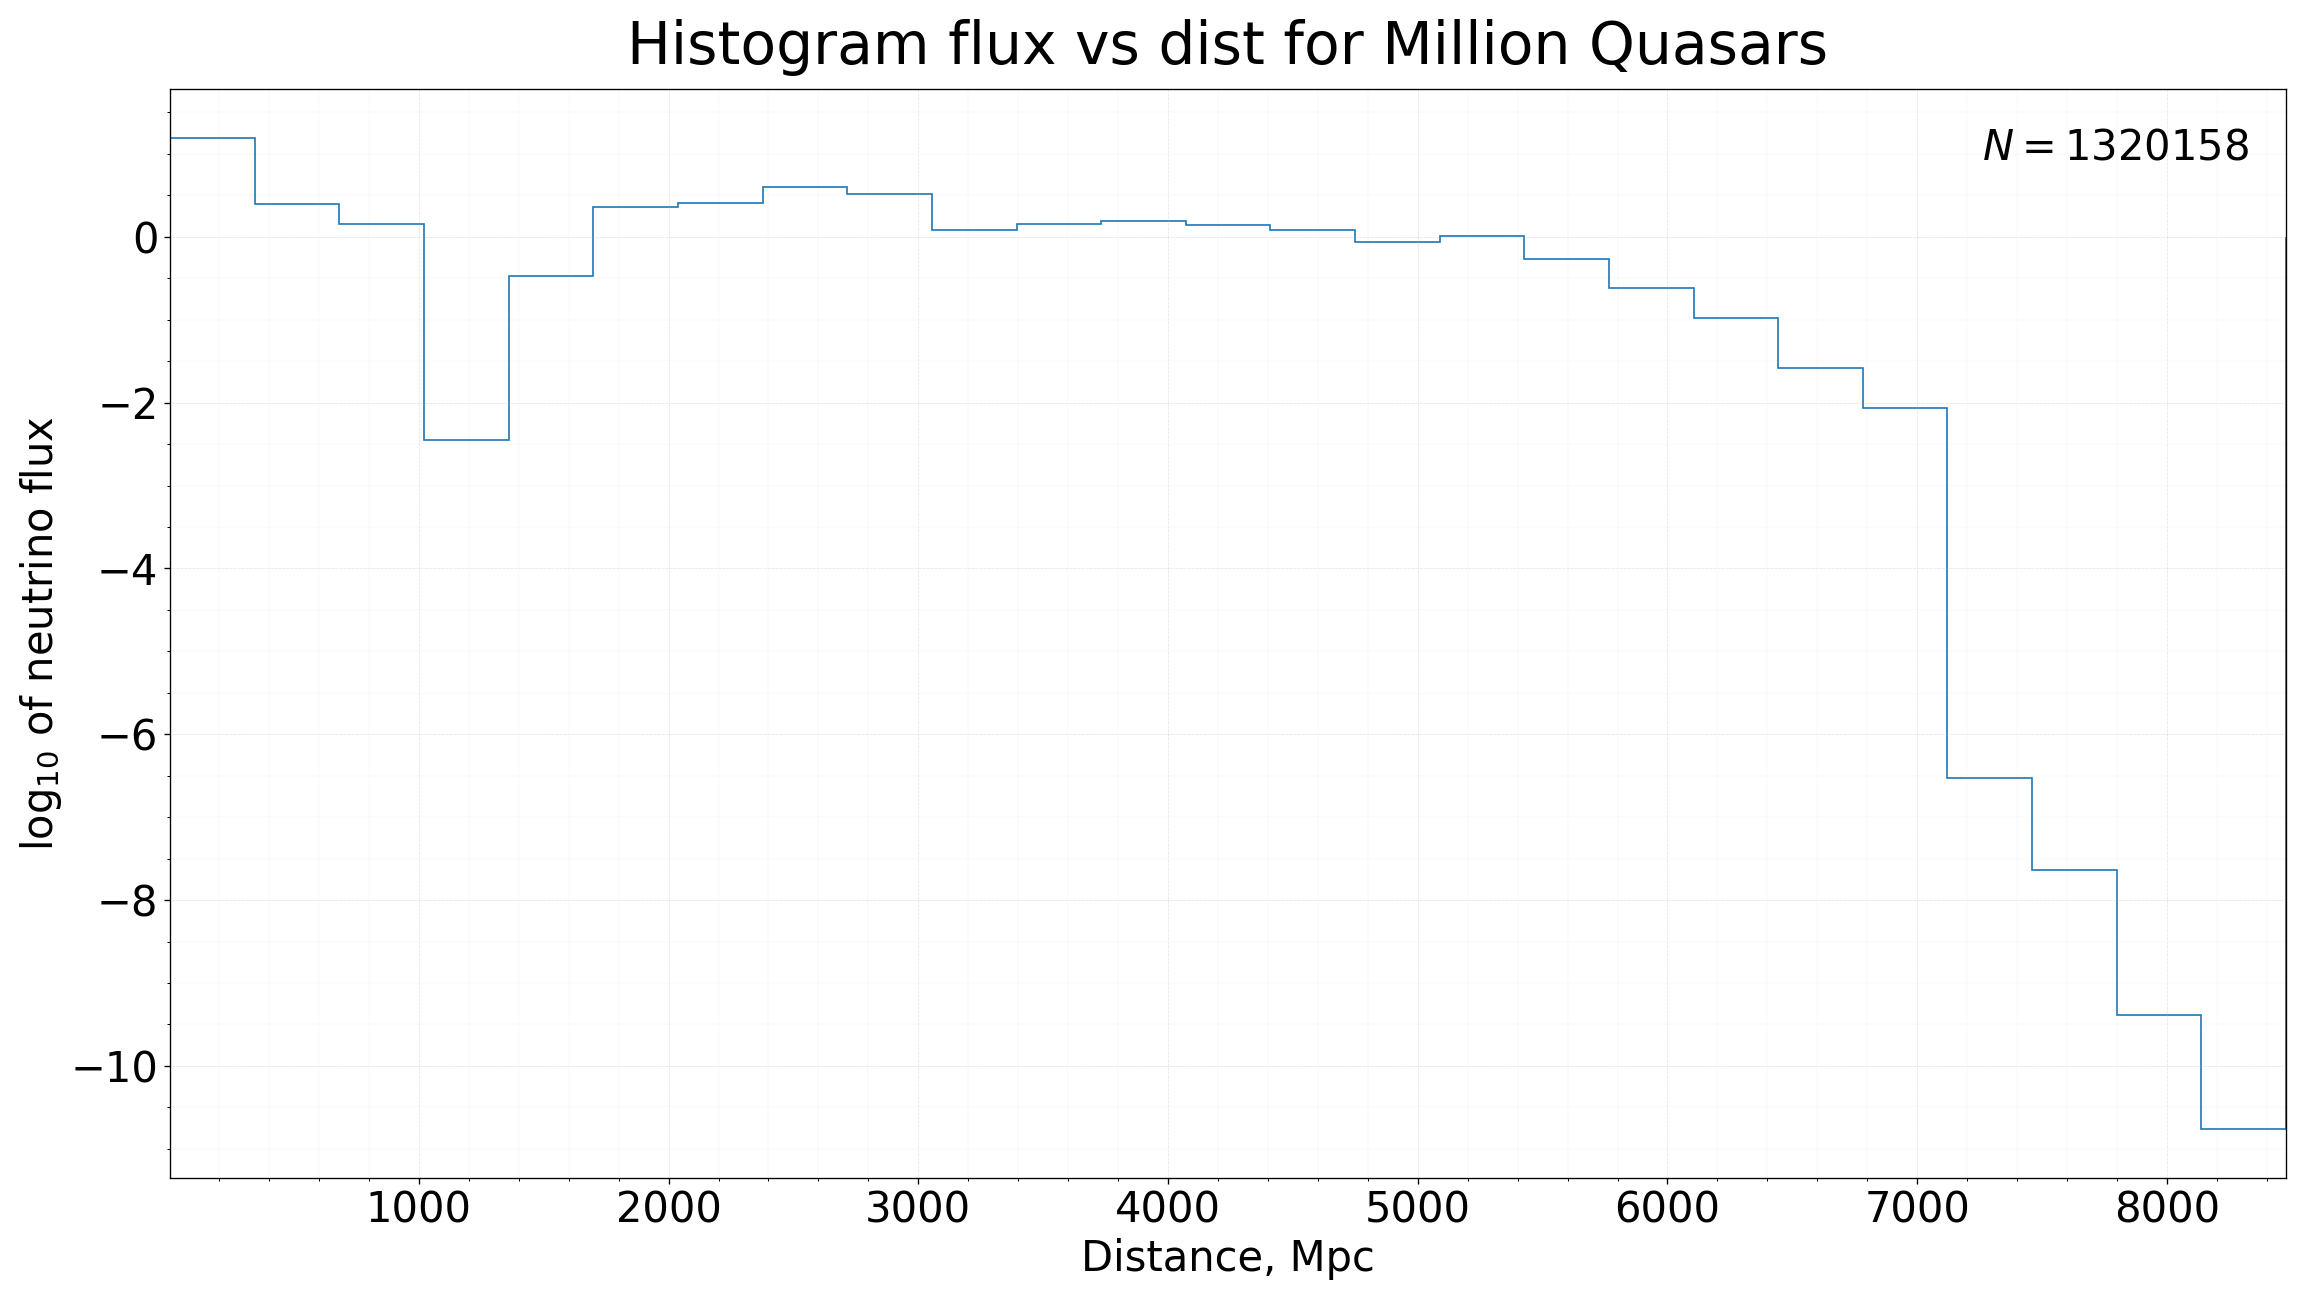 Histogram flux vs dist for Million Quasars
N = 1320158
log₁₀ of neutrino flux
0
−2
−4
−6
−8
−10
1000 2000 3000 4000 5000 6000 7000 8000
Distance, Mpc